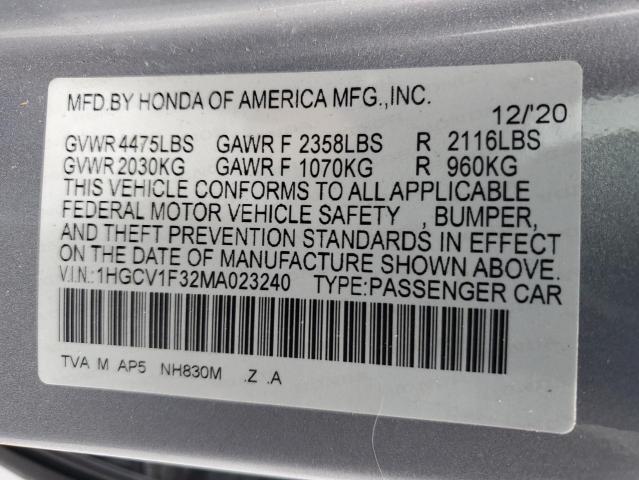 MFD.BY HONDA OF AMERICA MFG.,INC.
12/'20
GVWR 4475LBS GAWR F 2358LBS R 2116LBS
GVWR 2030KG GAWR F 1070KG R 960KG
THIS VEHICLE CONFORMS TO ALL APPLICABLE
FEDERAL MOTOR VEHICLE SAFETY , BUMPER,
AND THEFT PREVENTION STANDARDS IN EFFECT
ON THE DATE OF MANUFACTURE SHOWN ABOVE.
V.I.N.:1HGCV1F32MA023240 TYPE:PASSENGER CAR
TVA M AP5 NH830M .Z .A